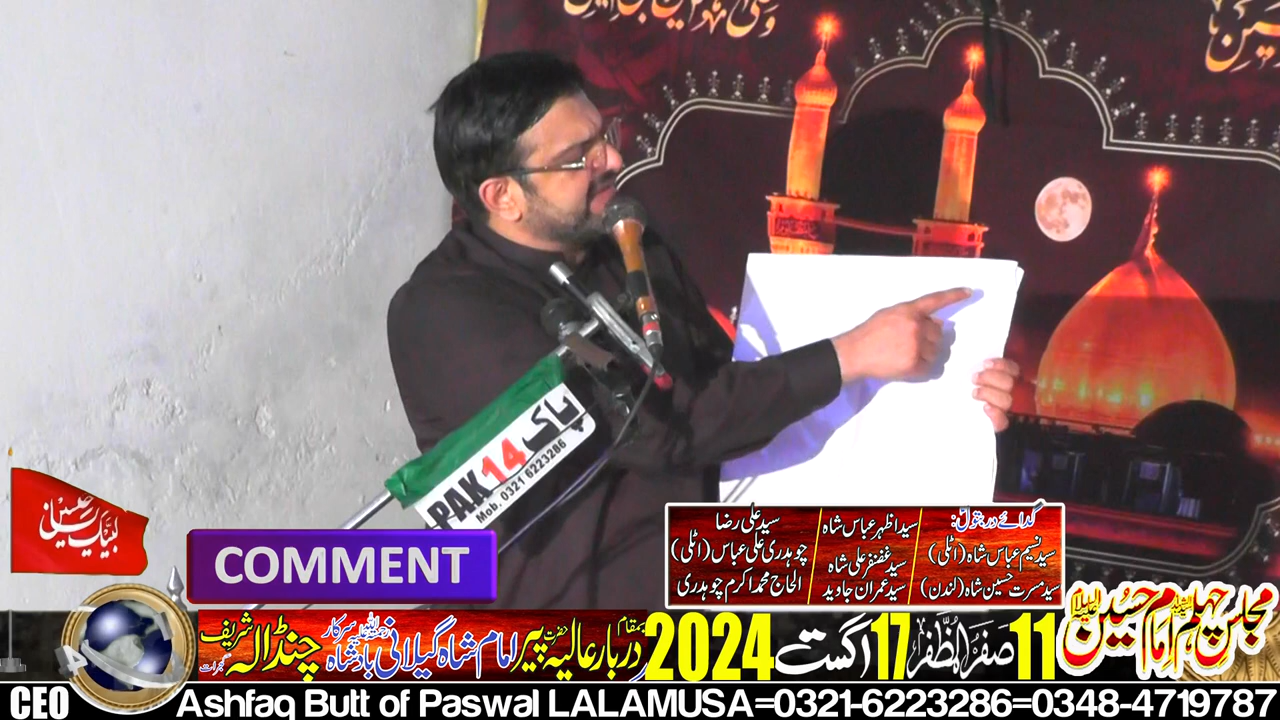 پاک
PAK14
Mob. 0321 6223286
لبیک یا حسینؑ
COMMENT
گدائے در بتولؑ:
سید نسیم عباس شاہ (اٹلی)
سید مسرت حسین شاہ (لندن)
سید اظہر عباس شاہ
سید غضنفر علی شاہ
سید عمران جاوید
سید علی رضا
چوہدری علی عباس (اٹلی)
الحاج محمد اکرم چوہدری
مجلس چہلم امام حسین
11 صفر المظفر 17 اگست 2024
بمقام دربار عالیہ حضرت پیر امام شاہ گیلانی بادشاہ سرکار چنڈالہ شریف گجرات
CEO Ashfaq Butt of Paswal LALAMUSA=0321-6223286=0348-4719787